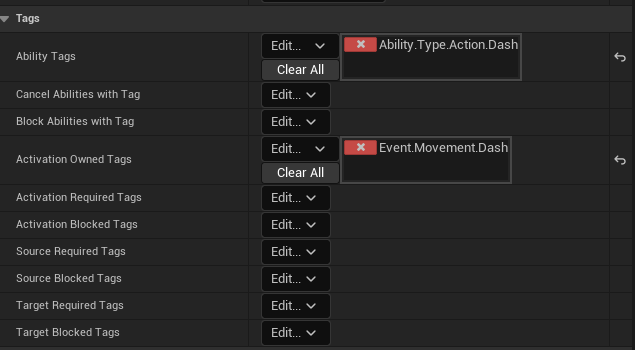 Tags
Ability Tags
Edit...
Ability.Type.Action.Dash
Clear All
Cancel Abilities with Tag
Edit...
Block Abilities with Tag
Edit...
Activation Owned Tags
Edit...
Event.Movement.Dash
Clear All
Activation Required Tags
Edit...
Activation Blocked Tags
Edit...
Source Required Tags
Edit...
Source Blocked Tags
Edit...
Target Required Tags
Edit...
Target Blocked Tags
Edit...